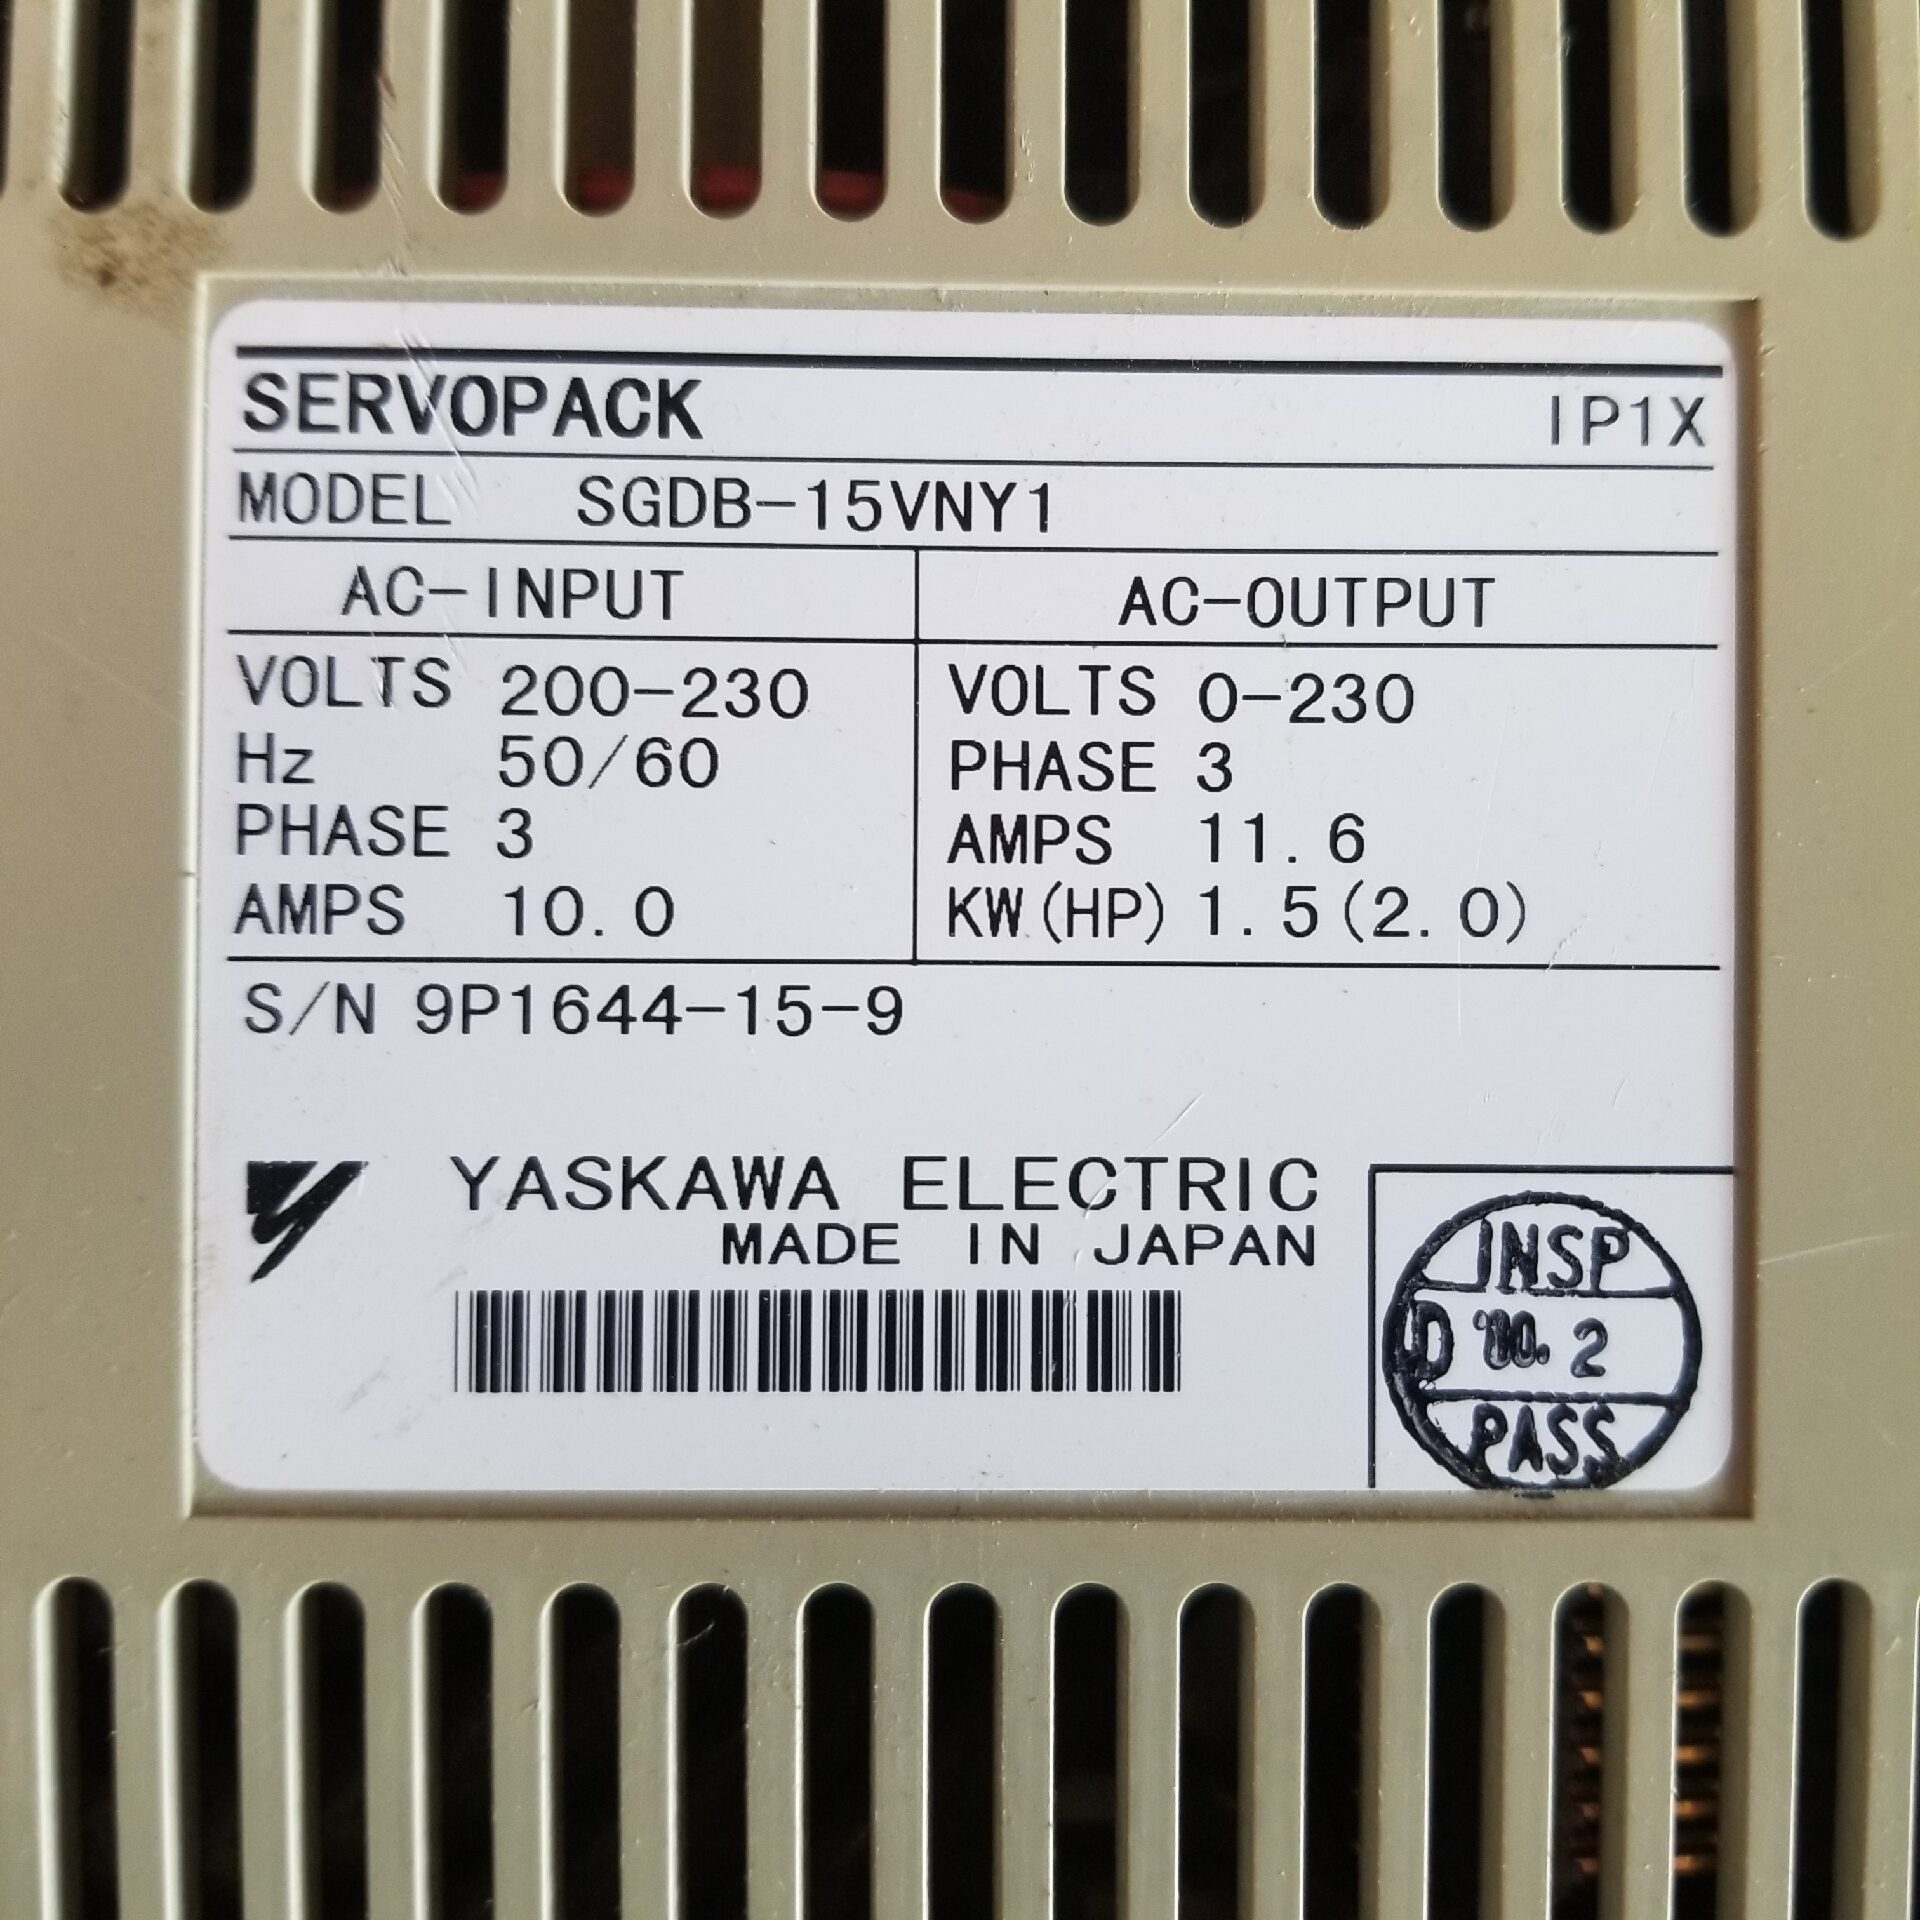 SERVOPACK IP1X
MODEL SGDB-15VNY1
AC-INPUT AC-OUTPUT
VOLTS 200-230 VOLTS 0-230
Hz 50/60 PHASE 3
PHASE 3 AMPS 11.6
AMPS 10.0 KW(HP) 1.5(2.0)
S/N 9P1644-15-9
YASKAWA ELECTRIC
MADE IN JAPAN
INSP
D '00. 2
PASS